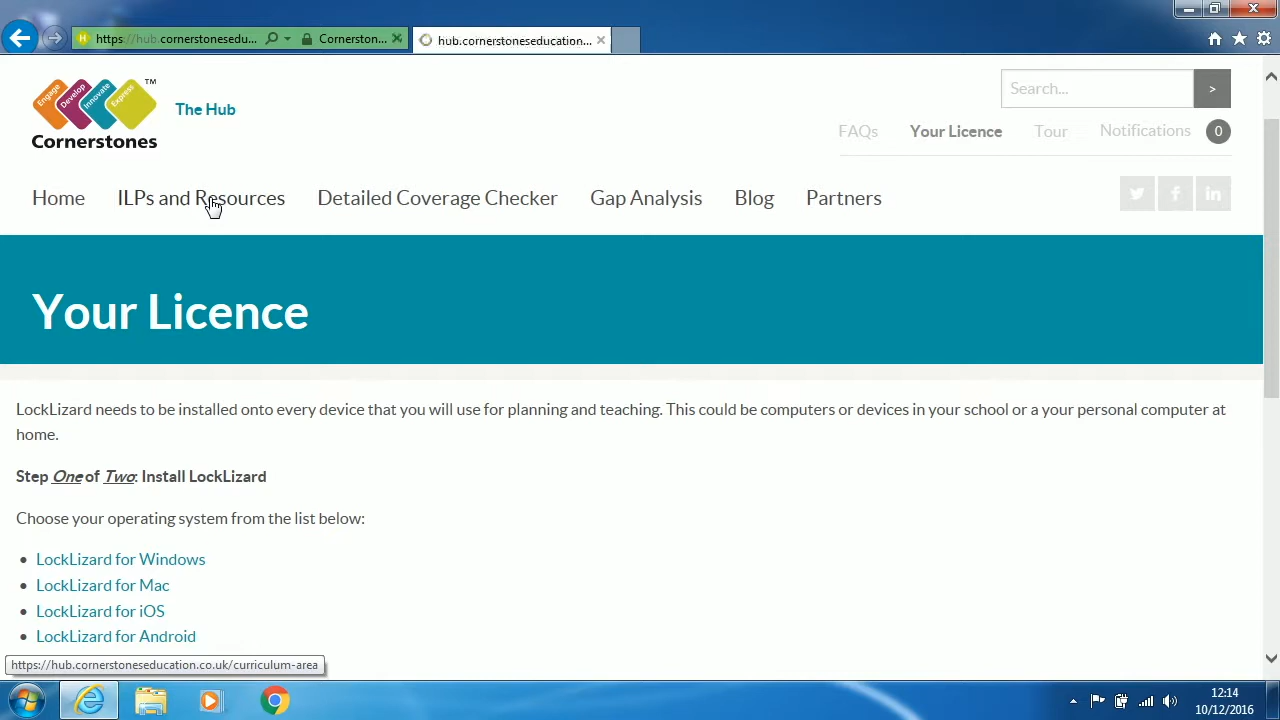 https://hub.cornerstonesedu... Cornerston... hub.cornerstoneseducation...
Engage Develop Innovate Express TM
Cornerstones
The Hub
Search... >
FAQs Your Licence Tour Notifications 0
Home ILPs and Resources Detailed Coverage Checker Gap Analysis Blog Partners
Your Licence
LockLizard needs to be installed onto every device that you will use for planning and teaching. This could be computers or devices in your school or a your personal computer at
home.
Step One of Two: Install LockLizard
Choose your operating system from the list below:
• LockLizard for Windows
• LockLizard for Mac
• LockLizard for iOS
• LockLizard for Android
https://hub.cornerstoneseducation.co.uk/curriculum-area
12:14
10/12/2016